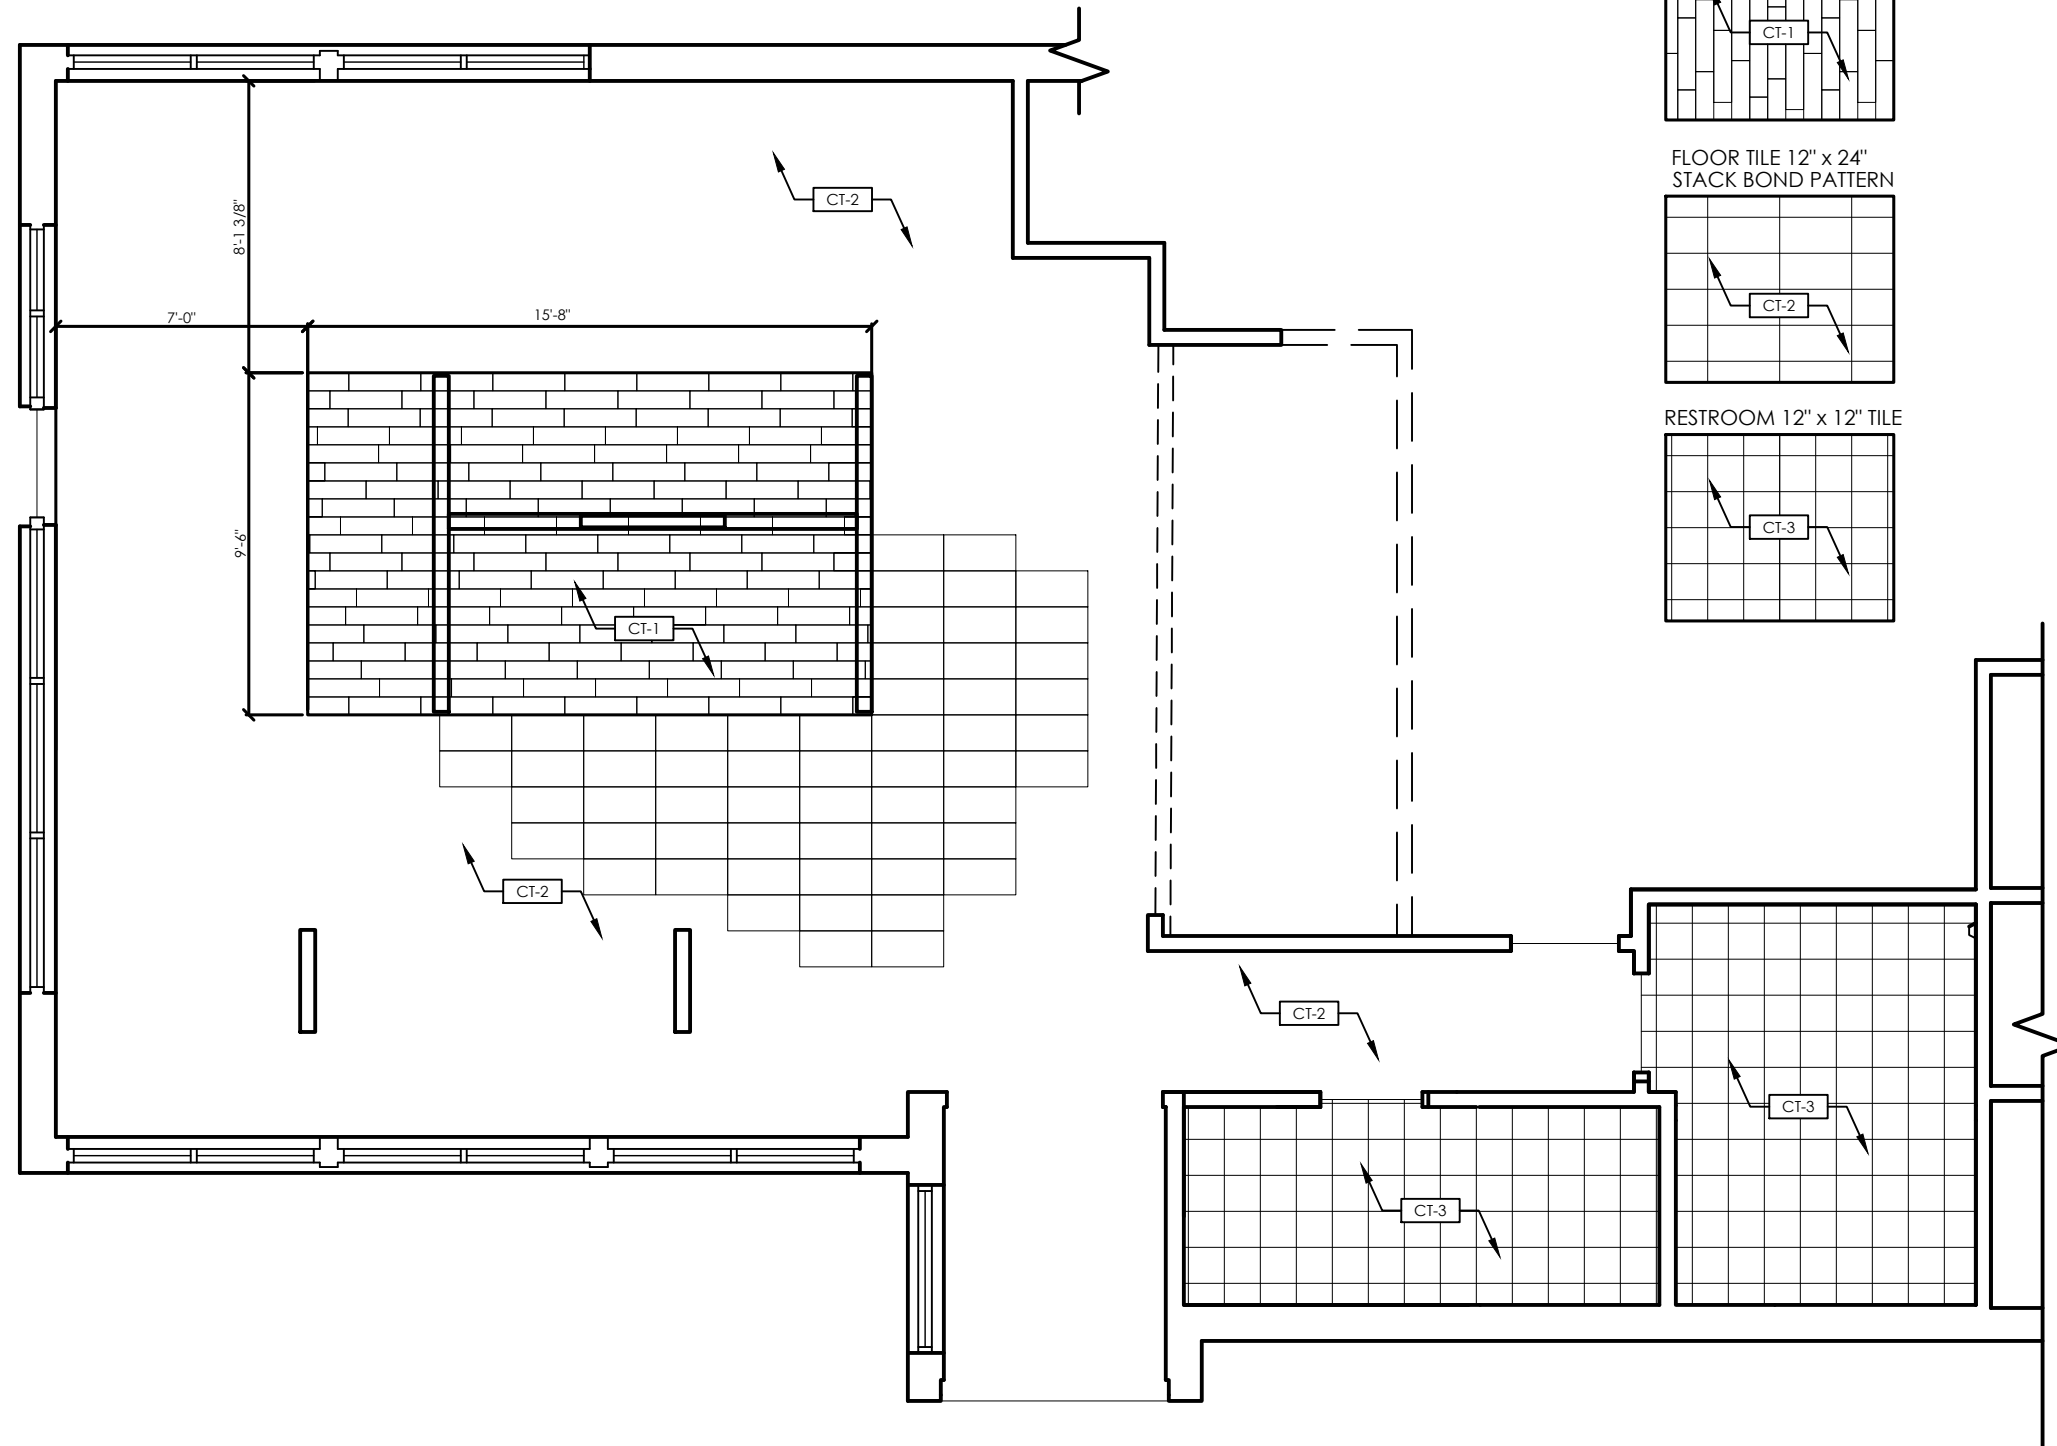 CT-1
FLOOR TILE 12" x 24"
STACK BOND PATTERN
CT-2
8'-1 3/8"
7'-0"
15'-8"
CT-2
RESTROOM 12" x 12" TILE
CT-3
9'-6"
CT-1
CT-2
CT-2
CT-3
CT-3